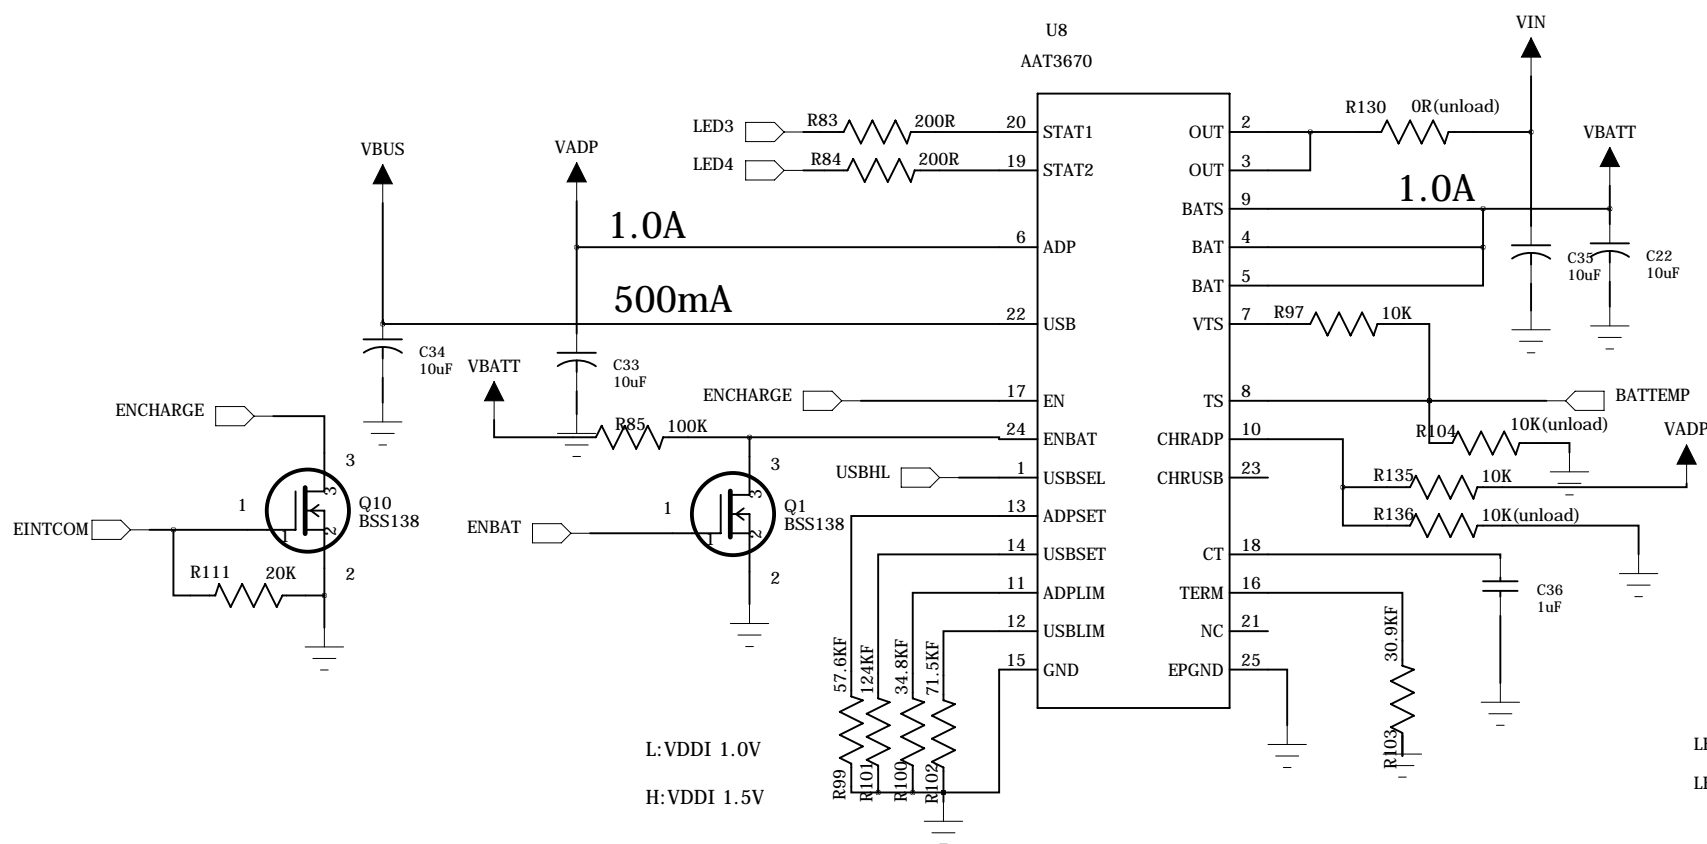 U8
AAT3670
VIN
LED3
R83
200R
20
STAT1
OUT
2
R130
0R(unload)
VBUS
VADP
LED4
R84
200R
19
STAT2
OUT
3
VBATT
1.0A
BATS
9
1.0A
6
ADP
BAT
4
C35
10uF
C22
10uF
BAT
5
500mA
22
USB
VTS
7
R97
10K
C34
10uF
VBATT
C33
10uF
ENCHARGE
ENCHARGE
17
EN
TS
8
BATTEMP
R85
100K
24
ENBAT
CHRADP
10
R104
10K(unload)
VADP
3
3
USBHL
1
USBSEL
CHRUSB
23
R135
10K
3
3
1
Q10
BSS138
1
Q1
BSS138
13
ADPSET
R136
10K(unload)
EINTCOM
1
2
ENBAT
1
2
14
USBSET
CT
18
R111
20K
2
2
11
ADPLIM
TERM
16
C36
1uF
12
USBLIM
NC
21
15
GND
EPGND
25
57.6KF
124KF
34.8KF
71.5KF
30.9KF
R99
R101
R100
R102
R103
L:VDDI 1.0V
H:VDDI 1.5V